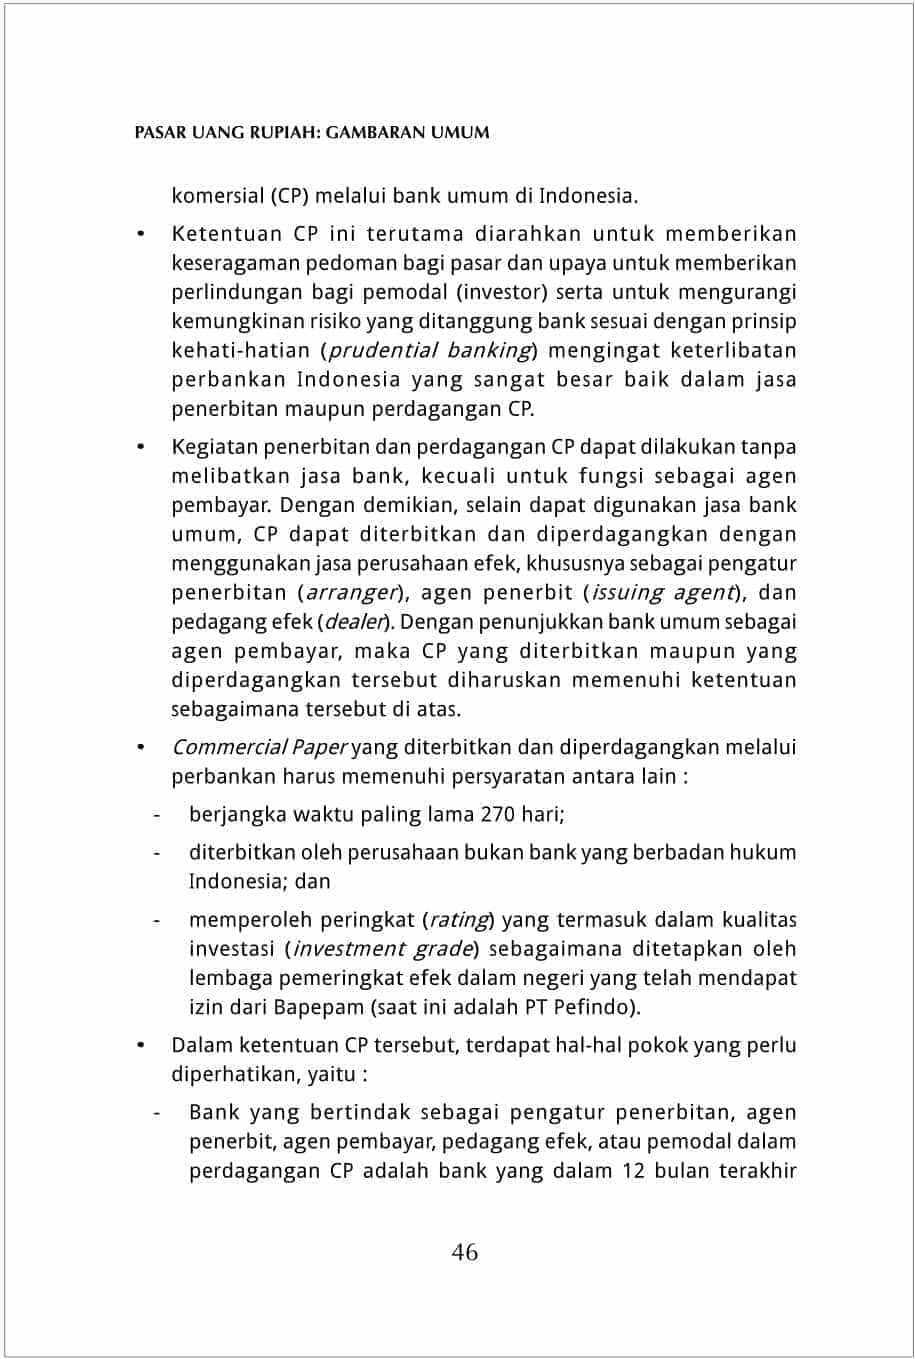 PASAR UANG RUPIAH: GAMBARAN UMUM
komersial (CP) melalui bank umum di Indonesia.
• Ketentuan CP ini terutama diarahkan untuk memberikan
keseragaman pedoman bagi pasar dan upaya untuk memberikan
perlindungan bagi pemodal (investor) serta untuk mengurangi
kemungkinan risiko yang ditanggung bank sesuai dengan prinsip
kehati-hatian (prudential banking) mengingat keterlibatan
perbankan Indonesia yang sangat besar baik dalam jasa
penerbitan maupun perdagangan CP.
• Kegiatan penerbitan dan perdagangan CP dapat dilakukan tanpa
melibatkan jasa bank, kecuali untuk fungsi sebagai agen
pembayar. Dengan demikian, selain dapat digunakan jasa bank
umum, CP dapat diterbitkan dan diperdagangkan dengan
menggunakan jasa perusahaan efek, khususnya sebagai pengatur
penerbitan (arranger), agen penerbit (issuing agent), dan
pedagang efek (dealer). Dengan penunjukkan bank umum sebagai
agen pembayar, maka CP yang diterbitkan maupun yang
diperdagangkan tersebut diharuskan memenuhi ketentuan
sebagaimana tersebut di atas.
• Commercial Paper yang diterbitkan dan diperdagangkan melalui
perbankan harus memenuhi persyaratan antara lain :
- berjangka waktu paling lama 270 hari;
- diterbitkan oleh perusahaan bukan bank yang berbadan hukum
Indonesia; dan
- memperoleh peringkat (rating) yang termasuk dalam kualitas
investasi (investment grade) sebagaimana ditetapkan oleh
lembaga pemeringkat efek dalam negeri yang telah mendapat
izin dari Bapepam (saat ini adalah PT Pefindo).
• Dalam ketentuan CP tersebut, terdapat hal-hal pokok yang perlu
diperhatikan, yaitu :
- Bank yang bertindak sebagai pengatur penerbitan, agen
penerbit, agen pembayar, pedagang efek, atau pemodal dalam
perdagangan CP adalah bank yang dalam 12 bulan terakhir
46